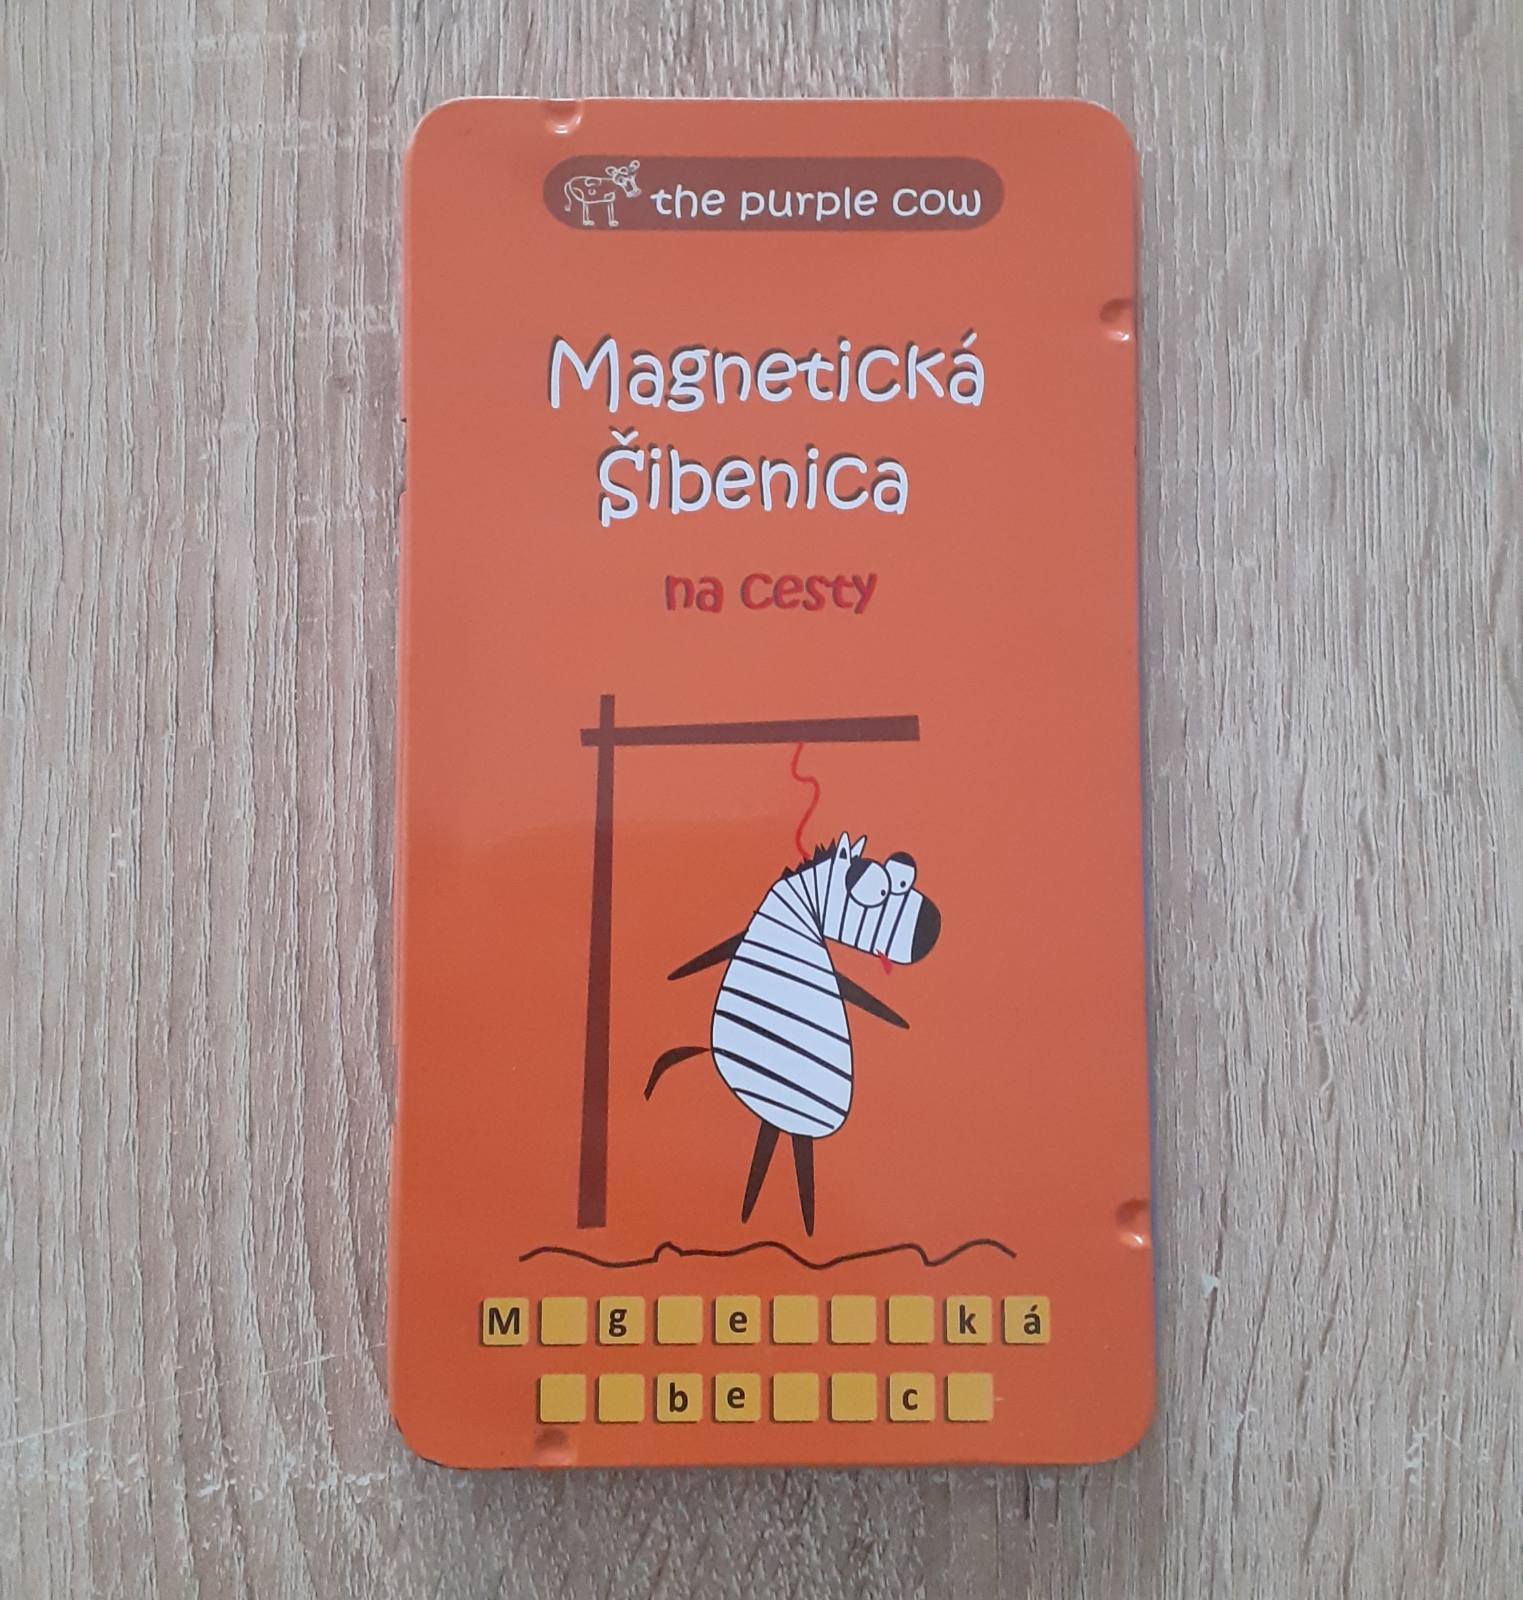 the purple cow
Magnetická
Šibenica
na cesty
M g e k á
b e c